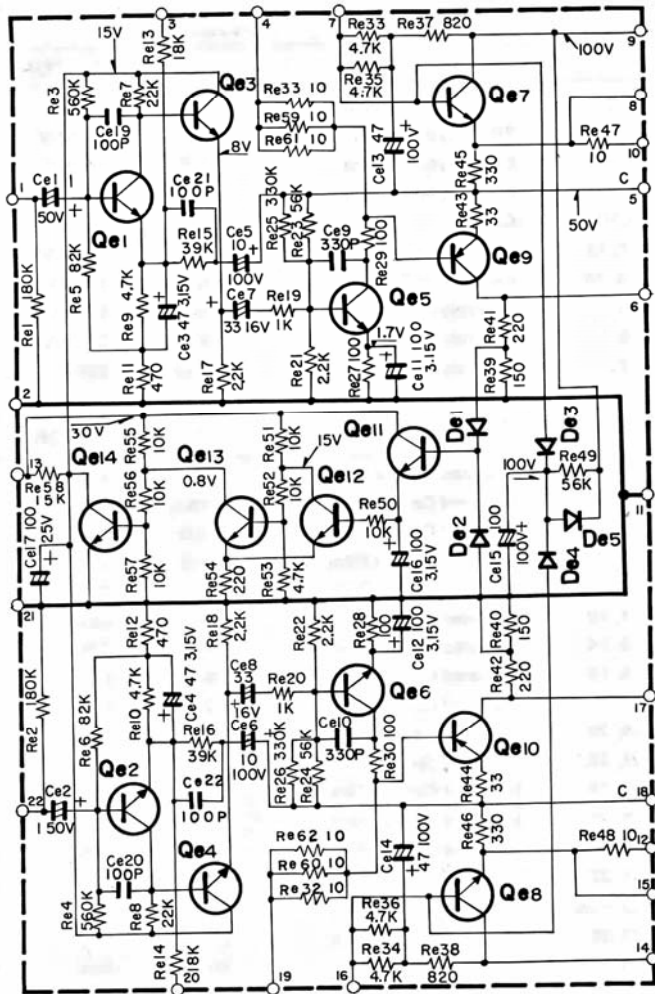 3
4
7
Re33
4.7K
Re37 820
9
15V
Re13
18K
100V
Re3
560K
Re7
22K
Qe3
Re35
4.7K
Qe7
Re33 10
Re59 10
Re61 10
8
Ce19
100P
8V
Ce13
47
100V
Re47
10
10
Ce21
100P
Re45
330
1
Ce1
1
50V
Re15
39K
Ce5
10
100V
Re25
330K
Re23
56K
Ce9
330P
Re29
100
Re43
33
C
5
50V
Qe1
Qe9
Re5
82K
Re9
4.7K
Ce3 47
3.15V
Ce7
33 16V
Re19
1K
Qe5
6
Re1
180K
1.7V
Re41
220
Re11
470
Re17
2.2K
Re21
2.2K
Re27 100
Ce11 100
3.15V
Re39
150
2
30V
Re55
10K
Re51
10K
Qe11
De1
De3
13
Qe14
Qe13
0.8V
15V
Qe12
100V
Re49
56K
Re58
1.5K
Re56
10K
Re52
10K
Re50
10K
De2
100
Ce15
100V
De5
11
Ce17 100
25V
Re57
10K
Re54
220
Re53
4.7K
Ce16 100
3.15V
De4
21
Re12
470
Re18
2.2K
Re22
2.2K
Re28
100
Ce12 100
3.15V
Re40
150
Re2
180K
Re6
82K
Re10 4.7K
Ce4 47 3.15V
Ce8
33
16V
Re20
1K
Qe6
Re42
220
17
Re16
39K
Ce6
10
100V
Re26 330K
Re24 56K
Ce10
330P
Re30 100
Qe10
Re44
33
22
Ce2
1 50V
Qe2
Ce22
100P
C 18
Re46
330
Re62 10
Re60 10
Re32 10
Ce14
47 100V
Re48 10
12
Ce20
100P
Qe4
Qe8
15
Re4
560K
Re8
22K
Re36
4.7K
Re14
18K
Re34
4.7K
Re38
820
14
20
19
16